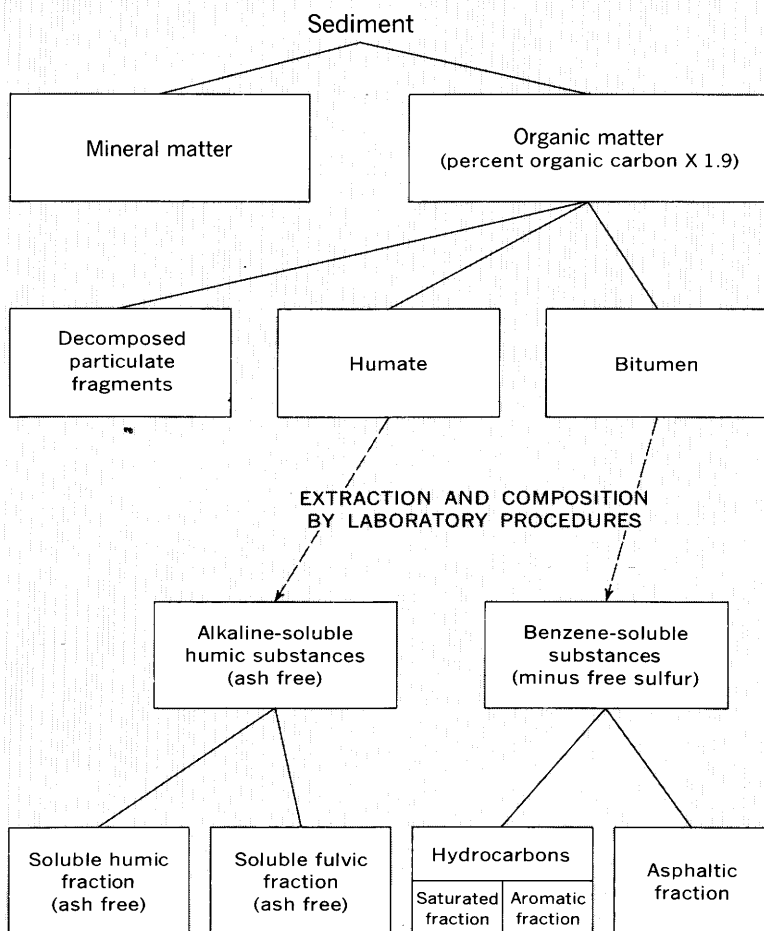 Sediment
Mineral matter
Organic matter
(percent organic carbon X 1.9)
Decomposed
particulate
fragments
Humate
Bitumen
EXTRACTION AND COMPOSITION
BY LABORATORY PROCEDURES
Alkaline-soluble
humic substances
(ash free)
Benzene-soluble
substances
(minus free sulfur)
Soluble humic
fraction
(ash free)
Soluble fulvic
fraction
(ash free)
Hydrocarbons
Saturated
fraction
Aromatic
fraction
Asphaltic
fraction